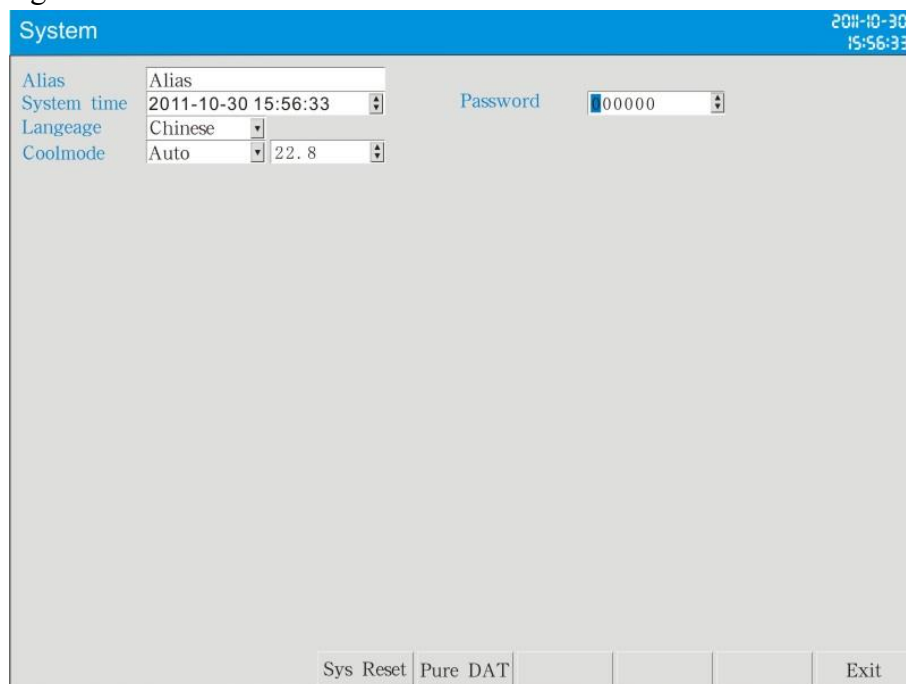 System
2011-10-30
15:56:33
Alias Alias
System time 2011-10-30 15:56:33 Password 000000
Langeage Chinese
Coolmode Auto 22.8
Sys Reset Pure DAT Exit